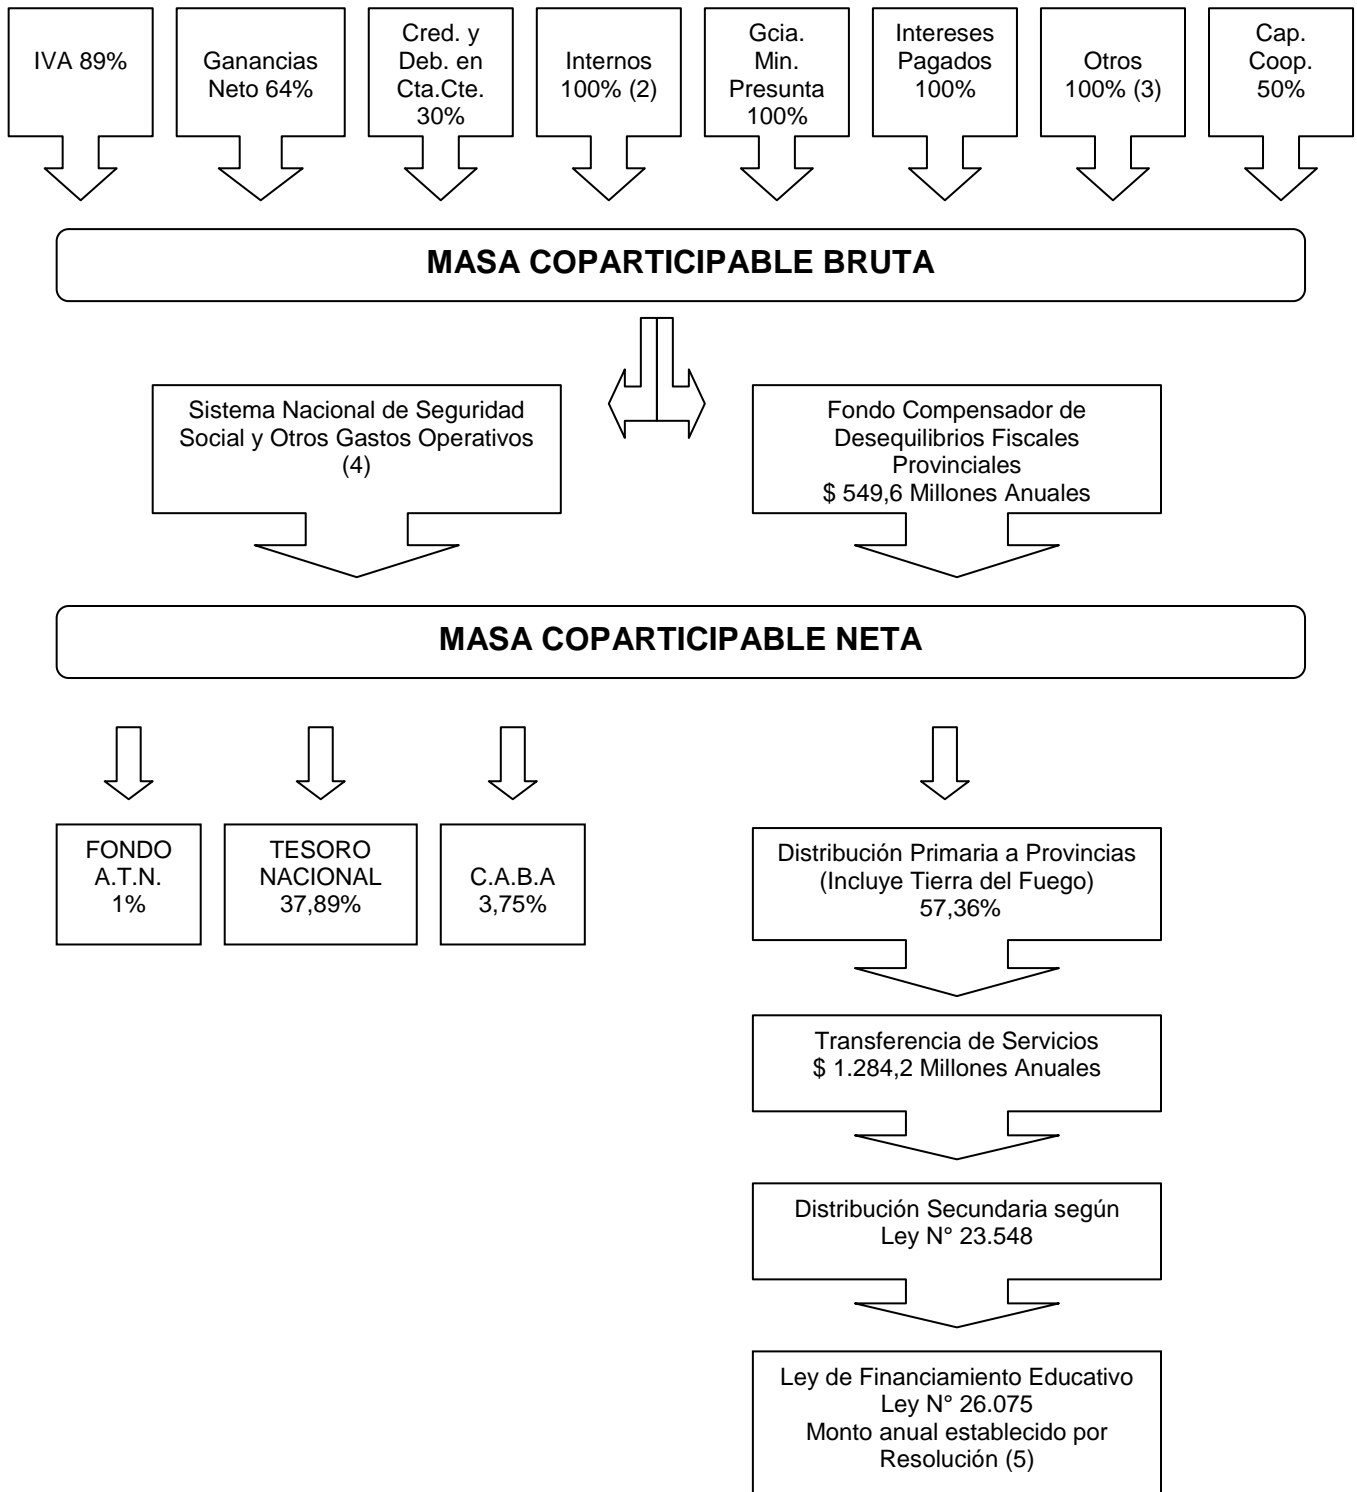 IVA 89%
Ganancias
Neto 64%
Cred. y
Deb. en
Cta.Cte.
30%
Internos
100% (2)
Gcia.
Min.
Presunta
100%
Intereses
Pagados
100%
Otros
100% (3)
Cap.
Coop.
50%
MASA COPARTICIPABLE BRUTA
Sistema Nacional de Seguridad
Social y Otros Gastos Operativos
(4)
Fondo Compensador de
Desequilibrios Fiscales
Provinciales
$ 549,6 Millones Anuales
MASA COPARTICIPABLE NETA
FONDO
A.T.N.
1%
TESORO
NACIONAL
37,89%
C.A.B.A
3,75%
Distribución Primaria a Provincias
(Incluye Tierra del Fuego)
57,36%
Transferencia de Servicios
$ 1.284,2 Millones Anuales
Distribución Secundaria según
Ley N° 23.548
Ley de Financiamiento Educativo
Ley N° 26.075
Monto anual establecido por
Resolución (5)